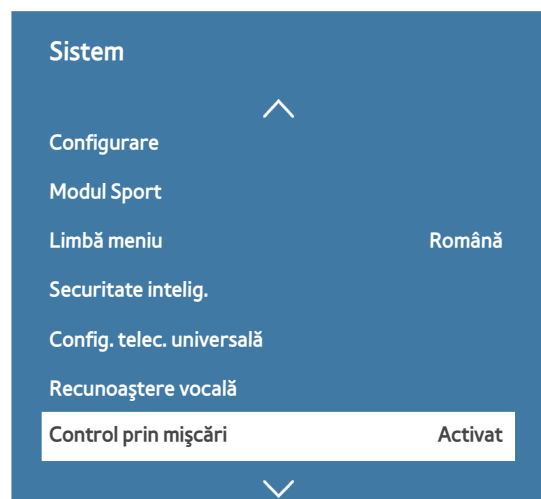 Sistem
Configurare
Modul Sport
Limbă meniu Română
Securitate intelig.
Config. telec. universală
Recunoaştere vocală
Control prin mişcări Activat